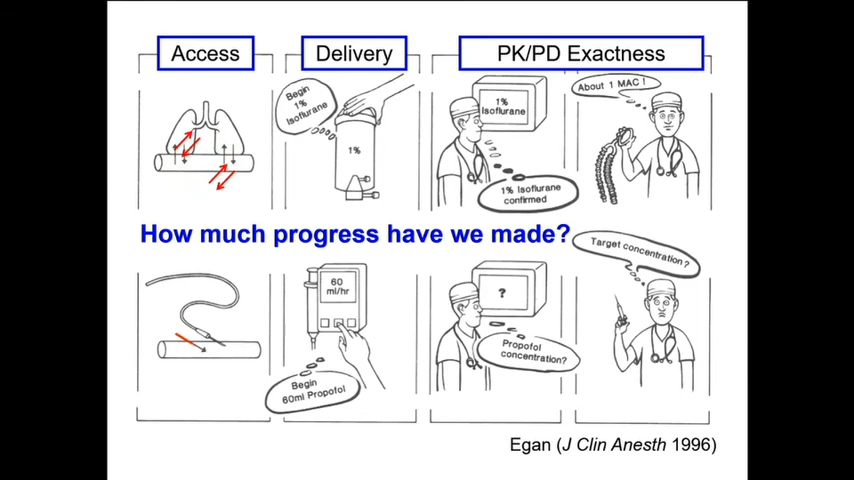 Access
Delivery
PK/PD Exactness
Begin
1%
Isoflurane
1%
1%
Isoflurane
1% Isoflurane
confirmed
About 1 MAC!
How much progress have we made?
60
ml/hr
Begin
60ml Propofol
?
Propofol
concentration?
Target concentration?
Egan (J Clin Anesth 1996)